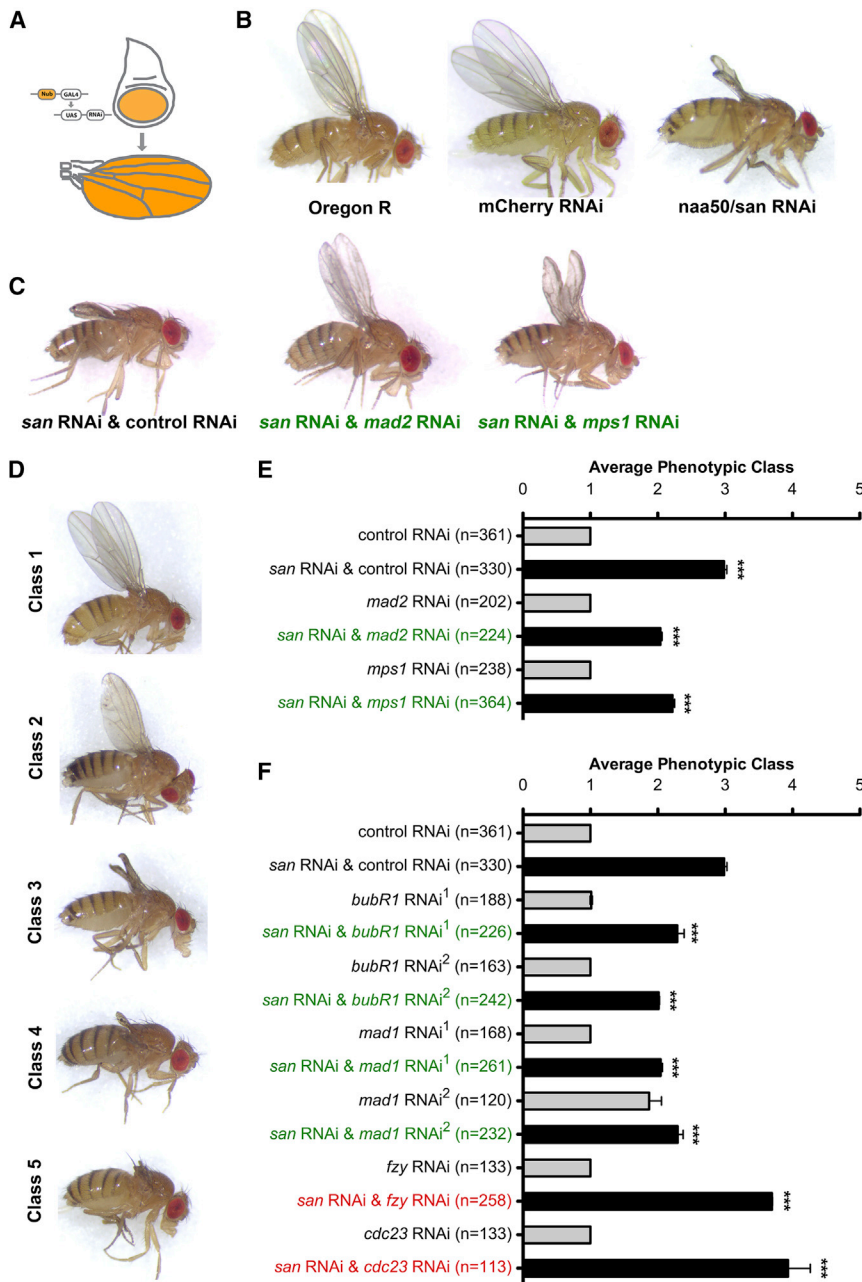 A
Nub
GAL4
UAS
RNAi
B
Oregon R
mCherry RNAi
naa50/san RNAi
C
san RNAi & control RNAi
san RNAi & mad2 RNAi
san RNAi & mps1 RNAi
D
Class 1
Class 2
Class 3
Class 4
Class 5
E
Average Phenotypic Class
0 1 2 3 4 5
control RNAi (n=361)
san RNAi & control RNAi (n=330) ***
mad2 RNAi (n=202)
san RNAi & mad2 RNAi (n=224) ***
mps1 RNAi (n=238)
san RNAi & mps1 RNAi (n=364) ***
F
Average Phenotypic Class
0 1 2 3 4 5
control RNAi (n=361)
san RNAi & control RNAi (n=330)
bubR1 RNAi¹ (n=188)
san RNAi & bubR1 RNAi¹ (n=226) ***
bubR1 RNAi² (n=163)
san RNAi & bubR1 RNAi² (n=242) ***
mad1 RNAi¹ (n=168)
san RNAi & mad1 RNAi¹ (n=261) ***
mad1 RNAi² (n=120)
san RNAi & mad1 RNAi² (n=232) ***
fzy RNAi (n=133)
san RNAi & fzy RNAi (n=258) ***
cdc23 RNAi (n=133)
san RNAi & cdc23 RNAi (n=113) ***